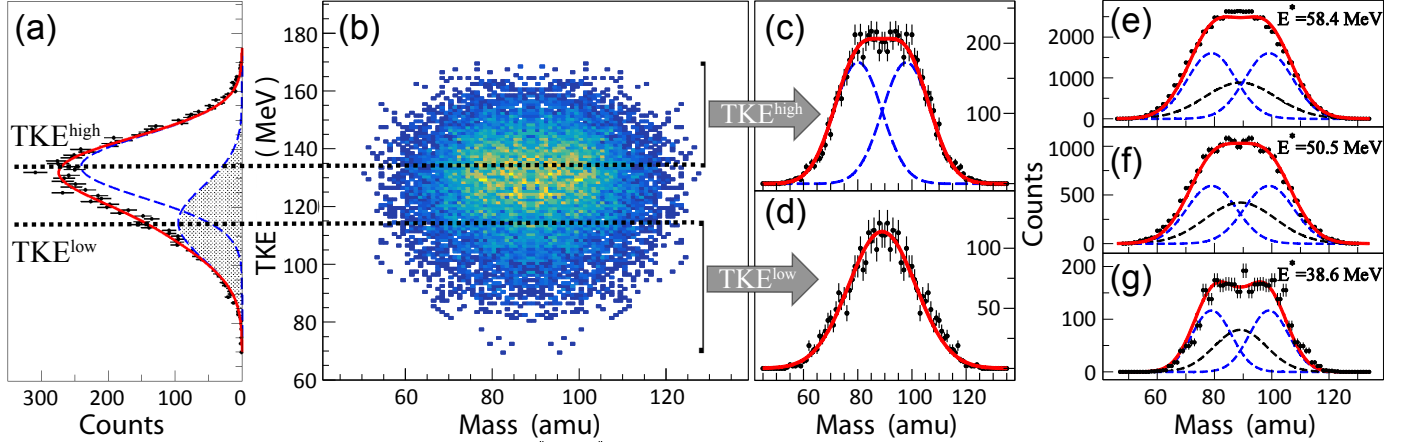 (a)
TKE^high
TKE^low
300 200 100 0
Counts
(b)
180
160
140
120
100
80
60
TKE (MeV)
60 80 100 120
Mass (amu)
TKE^high
TKE^low
(c)
200
100
(d)
100
50
60 80 100 120
Mass (amu)
Counts
(e)
E*=58.4 MeV
2500
1000
0
(f)
E*=50.5 MeV
1000
500
0
(g)
E*=38.6 MeV
200
100
0
60 80 100 120
Mass (amu)